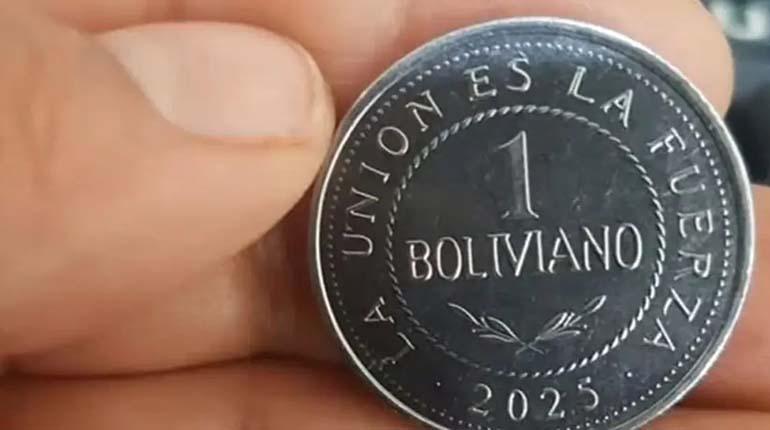 LA UNION ES LA FUERZA
1
BOLIVIANO
2025